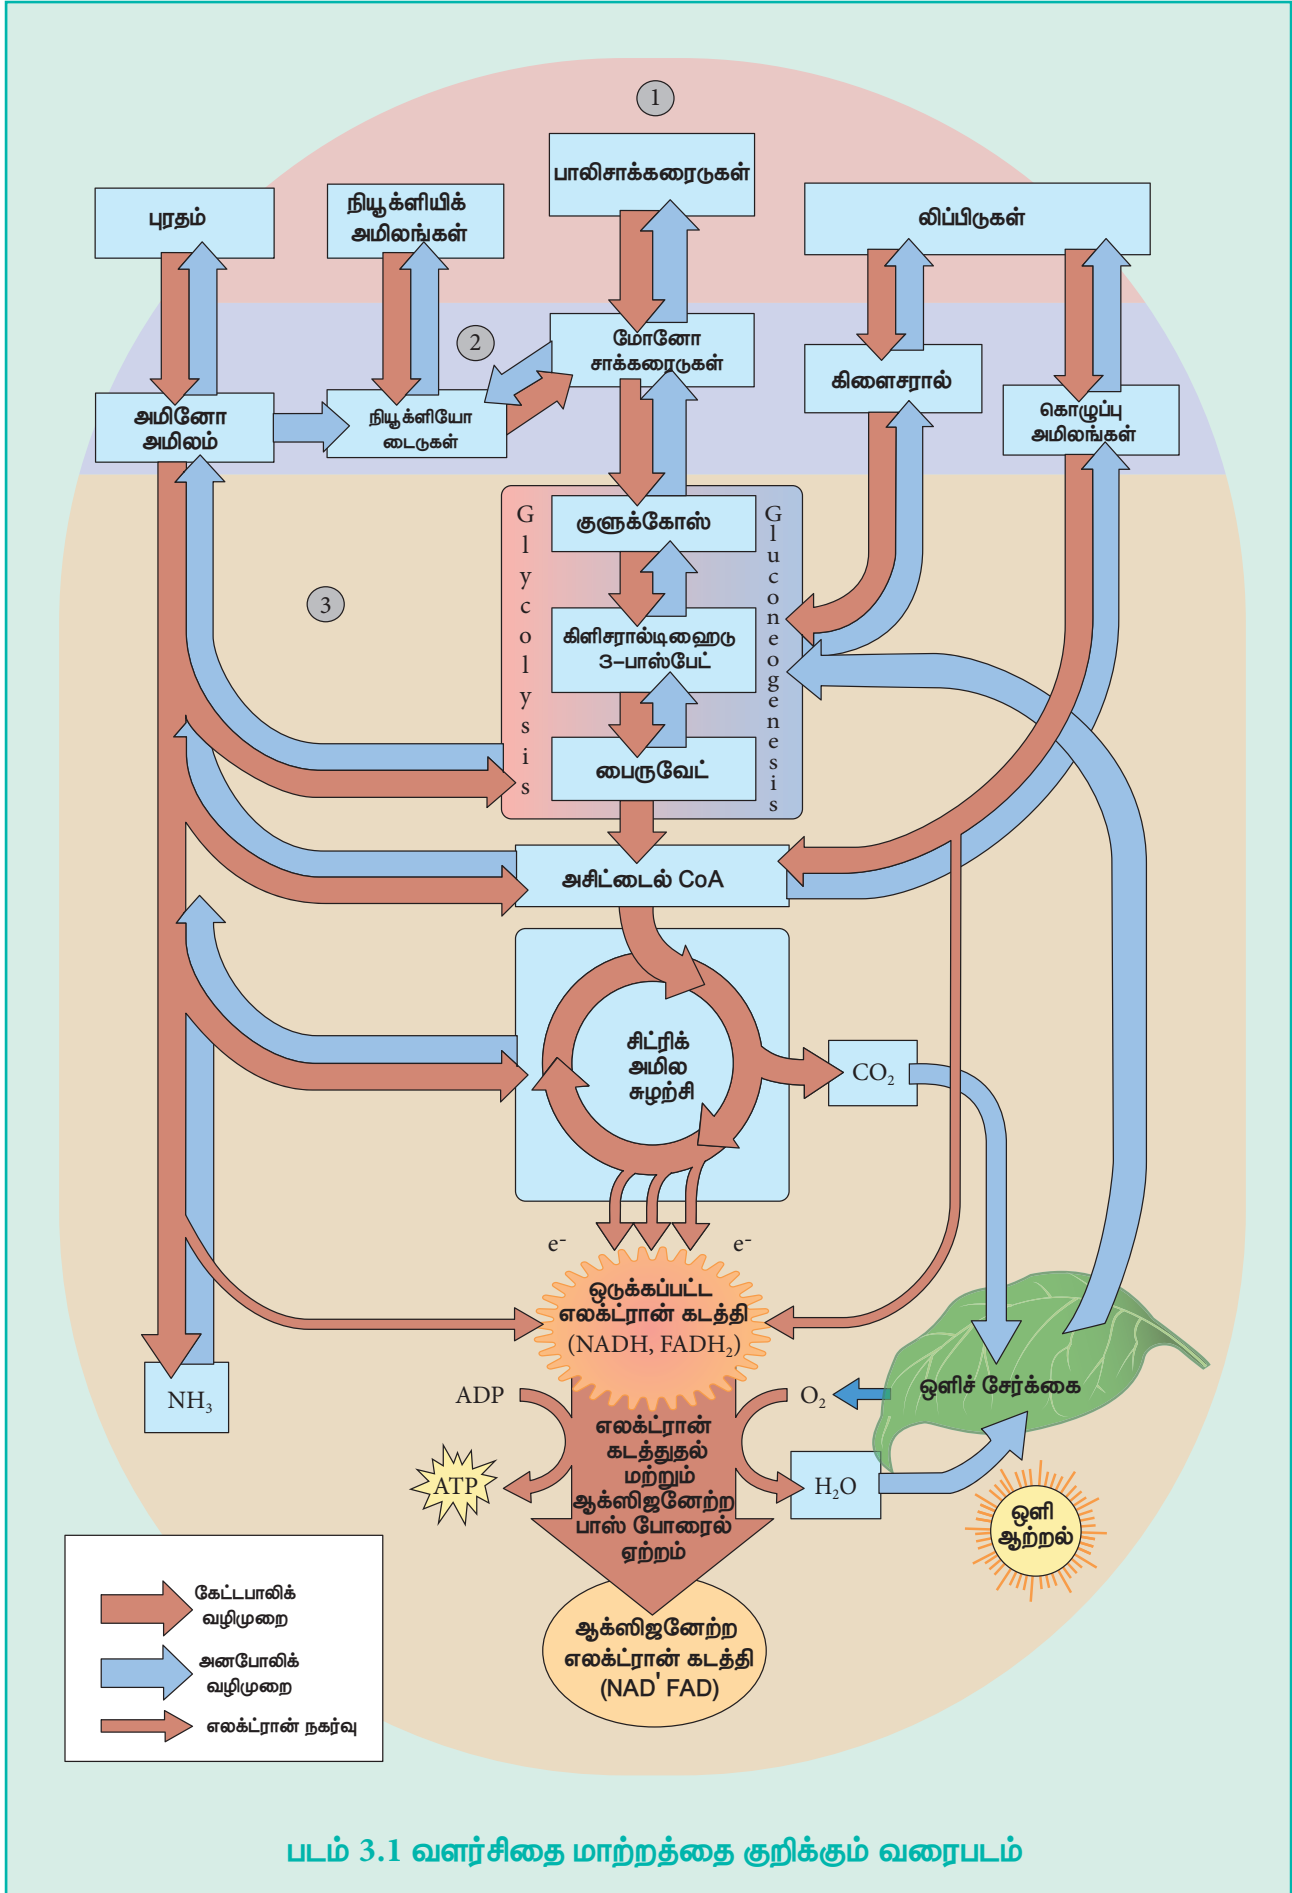 1
பாலிசாக்கரைடுகள்
புரதம்
நியூக்ளியிக்
அமிலங்கள்
லிப்பிடுகள்
2
மோனோ
சாக்கரைடுகள்
கிளைசரால்
அமினோ
அமிலம்
நியூக்ளியோ
டைடுகள்
கொழுப்பு
அமிலங்கள்
Glycolysis
குளுக்கோஸ்
Gluconeogenesis
3
கிளிசரால்டிஹைடு
3–பாஸ்பேட்
பைருவேட்
அசிட்டைல் CoA
சிட்ரிக்
அமில
சுழற்சி
CO₂
e⁻
e⁻
ஒடுக்கப்பட்ட
எலக்ட்ரான் கடத்தி
(NADH, FADH₂)
NH₃
ADP
O₂
ஒளிச் சேர்க்கை
எலக்ட்ரான்
கடத்துதல்
மற்றும்
ஆக்ஸிஜனேற்ற
பாஸ் போரைல்
ஏற்றம்
ATP
H₂O
ஒளி
ஆற்றல்
ஆக்ஸிஜனேற்ற
எலக்ட்ரான் கடத்தி
(NAD' FAD)
கேட்டபாலிக்
வழிமுறை
அனபோலிக்
வழிமுறை
எலக்ட்ரான் நகர்வு
படம் 3.1 வளர்சிதை மாற்றத்தை குறிக்கும் வரைபடம்